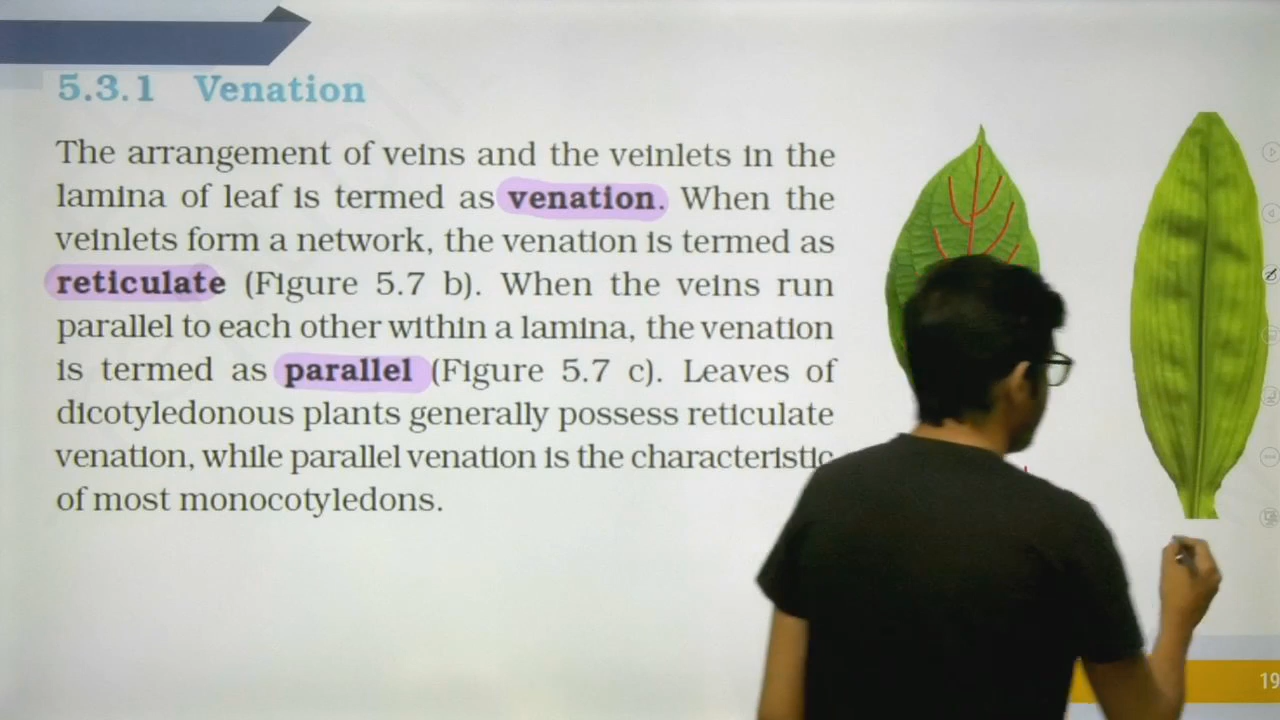 5.3.1 Venation
The arrangement of veins and the veinlets in the
lamina of leaf is termed as venation. When the
veinlets form a network, the venation is termed as
reticulate (Figure 5.7 b). When the veins run
parallel to each other within a lamina, the venation
is termed as parallel (Figure 5.7 c). Leaves of
dicotyledonous plants generally possess reticulate
venation, while parallel venation is the characteristic
of most monocotyledons.
19